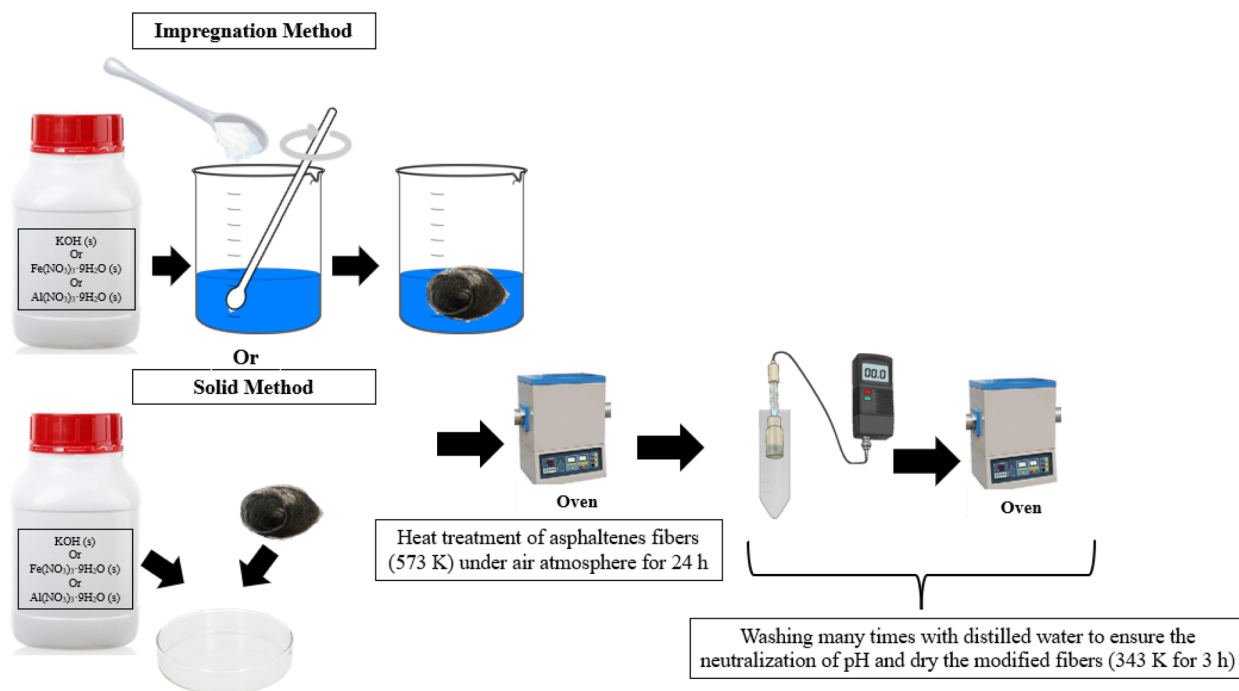 Impregnation Method
KOH (s)
Or
Fe(NO₃)₃·9H₂O (s)
Or
Al(NO₃)₃·9H₂O (s)
Or
Solid Method
KOH (s)
Or
Fe(NO₃)₃·9H₂O (s)
Or
Al(NO₃)₃·9H₂O (s)
Oven
Heat treatment of asphaltenes fibers
(573 K) under air atmosphere for 24 h
00.0
Oven
Washing many times with distilled water to ensure the
neutralization of pH and dry the modified fibers (343 K for 3 h)